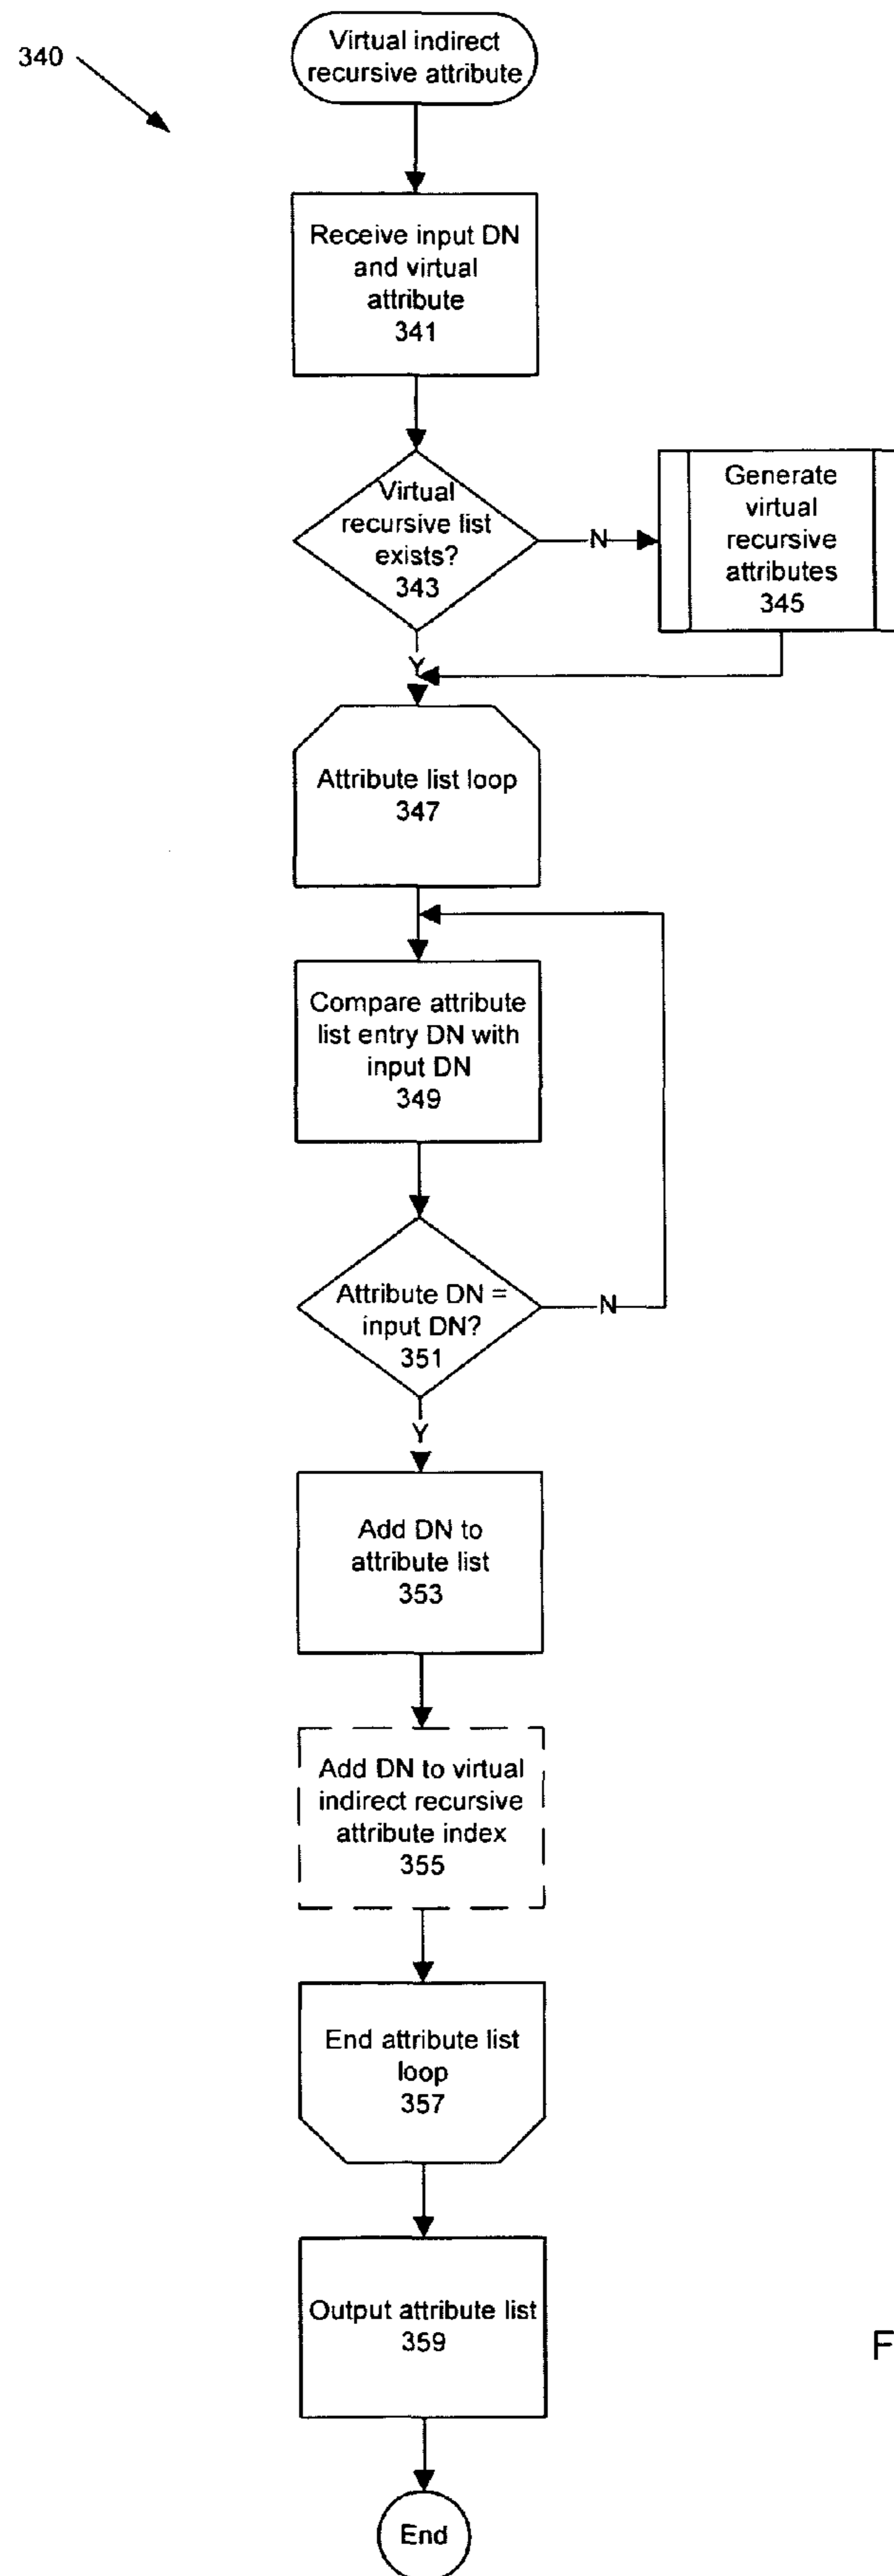 340
Virtual indirect
recursive attribute
Receive input DN
and virtual
attribute
341
Virtual
recursive list
exists?
343
N
Generate
virtual
recursive
attributes
345
Y
Attribute list loop
347
Compare attribute
list entry DN with
input DN
349
Attribute DN =
input DN?
351
N
Y
Add DN to
attribute list
353
Add DN to virtual
indirect recursive
attribute index
355
End attribute list
loop
357
Output attribute list
359
F
End